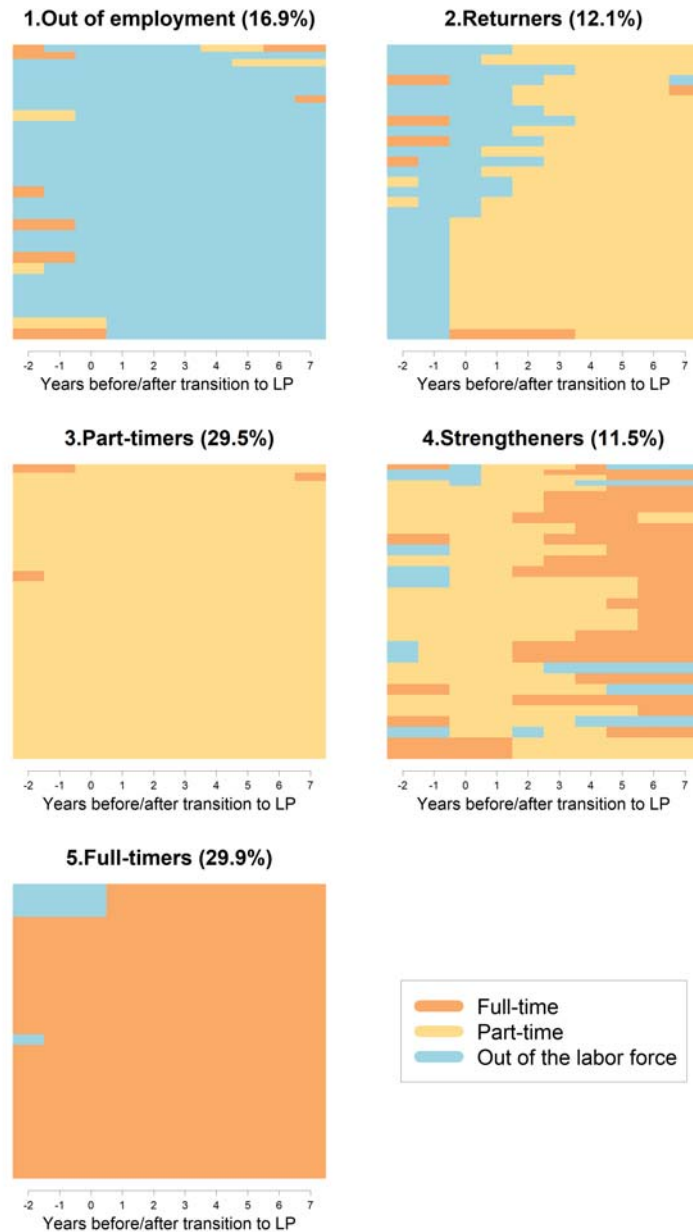 1.Out of employment (16.9%)
2.Returners (12.1%)
-2 -1 0 1 2 3 4 5 6 7
-2 -1 0 1 2 3 4 5 6 7
Years before/after transition to LP
Years before/after transition to LP
3.Part-timers (29.5%)
4.Strengtheners (11.5%)
-2 -1 0 1 2 3 4 5 6 7
-2 -1 0 1 2 3 4 5 6 7
Years before/after transition to LP
Years before/after transition to LP
5.Full-timers (29.9%)
Full-time
Part-time
Out of the labor force
-2 -1 0 1 2 3 4 5 6 7
Years before/after transition to LP